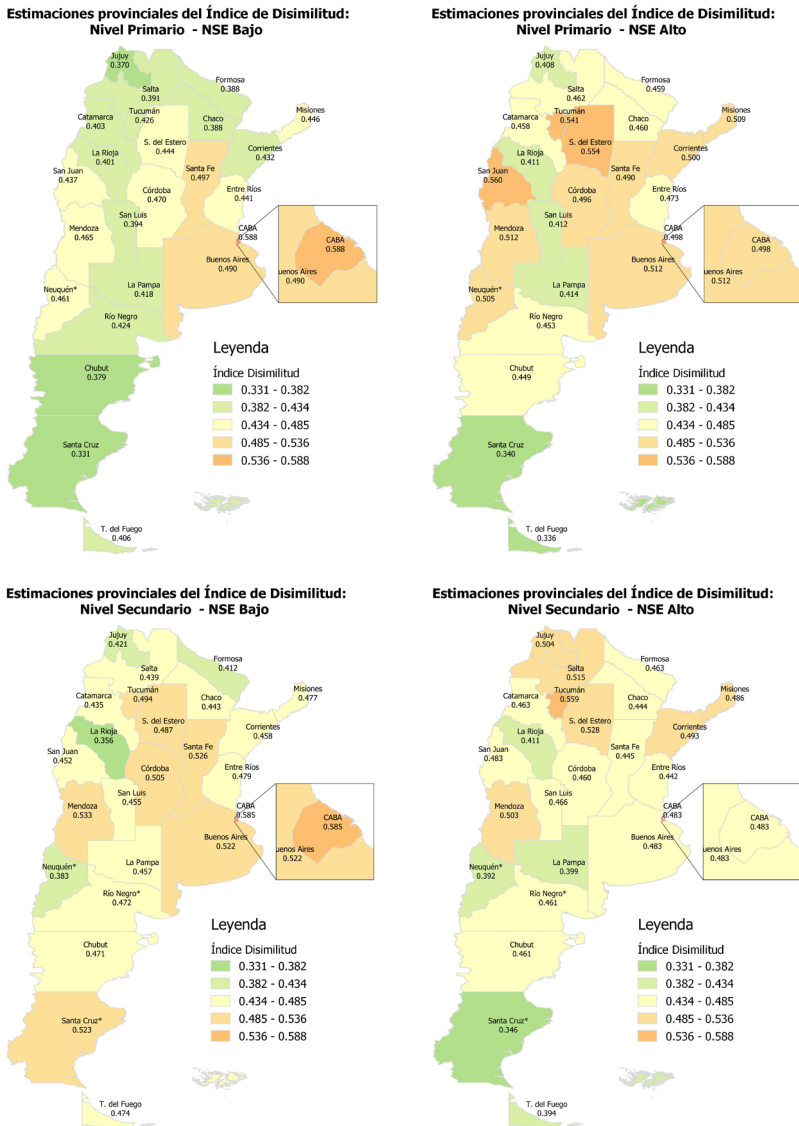 Estimaciones provinciales del Índice de Disimilitud:
Nivel Primario - NSE Bajo
Jujuy
0.370
Salta
0.391
Formosa
0.388
Misiones
0.446
Catamarca
0.403
Tucumán
0.426
Chaco
0.388
S. del Estero
0.444
Corrientes
0.432
La Rioja
0.401
Santa Fe
0.497
San Juan
0.437
Córdoba
0.470
Entre Ríos
0.441
San Luis
0.394
Mendoza
0.465
CABA
0.588
CABA
0.588
Buenos Aires
0.490
uenos Aires
0.490
Neuquén*
0.461
La Pampa
0.418
Río Negro
0.424
Chubut
0.379
Santa Cruz
0.331
T. del Fuego
0.406
Leyenda
Índice Disimilitud
0.331 - 0.382
0.382 - 0.434
0.434 - 0.485
0.485 - 0.536
0.536 - 0.588
Estimaciones provinciales del Índice de Disimilitud:
Nivel Primario - NSE Alto
Jujuy
0.408
Salta
0.462
Formosa
0.459
Misiones
0.509
Catamarca
0.458
Tucumán
0.541
Chaco
0.460
S. del Estero
0.554
Corrientes
0.500
La Rioja
0.411
Santa Fe
0.490
San Juan
0.560
Córdoba
0.496
Entre Ríos
0.473
San Luis
0.412
Mendoza
0.512
CABA
0.498
CABA
0.498
Buenos Aires
0.512
uenos Aires
0.512
Neuquén*
0.505
La Pampa
0.414
Río Negro
0.453
Chubut
0.449
Santa Cruz
0.340
T. del Fuego
0.336
Leyenda
Índice Disimilitud
0.331 - 0.382
0.382 - 0.434
0.434 - 0.485
0.485 - 0.536
0.536 - 0.588
Estimaciones provinciales del Índice de Disimilitud:
Nivel Secundario - NSE Bajo
Jujuy
0.421
Salta
0.439
Formosa
0.412
Misiones
0.477
Catamarca
0.435
Tucumán
0.494
Chaco
0.443
S. del Estero
0.487
Corrientes
0.458
La Rioja
0.356
Santa Fe
0.526
San Juan
0.452
Córdoba
0.505
Entre Ríos
0.479
San Luis
0.455
Mendoza
0.533
CABA
0.585
CABA
0.585
Buenos Aires
0.522
uenos Aires
0.522
Neuquén*
0.383
La Pampa
0.457
Río Negro*
0.472
Chubut
0.471
Santa Cruz*
0.523
T. del Fuego
0.474
Leyenda
Índice Disimilitud
0.331 - 0.382
0.382 - 0.434
0.434 - 0.485
0.485 - 0.536
0.536 - 0.588
Estimaciones provinciales del Índice de Disimilitud:
Nivel Secundario - NSE Alto
Jujuy
0.504
Salta
0.515
Formosa
0.463
Misiones
0.486
Catamarca
0.463
Tucumán
0.559
Chaco
0.444
S. del Estero
0.528
Corrientes
0.493
La Rioja
0.411
Santa Fe
0.445
San Juan
0.483
Córdoba
0.460
Entre Ríos
0.442
San Luis
0.466
Mendoza
0.503
CABA
0.483
CABA
0.483
Buenos Aires
0.483
uenos Aires
0.483
Neuquén*
0.392
La Pampa
0.399
Río Negro*
0.461
Chubut
0.461
Santa Cruz*
0.346
T. del Fuego
0.394
Leyenda
Índice Disimilitud
0.331 - 0.382
0.382 - 0.434
0.434 - 0.485
0.485 - 0.536
0.536 - 0.588